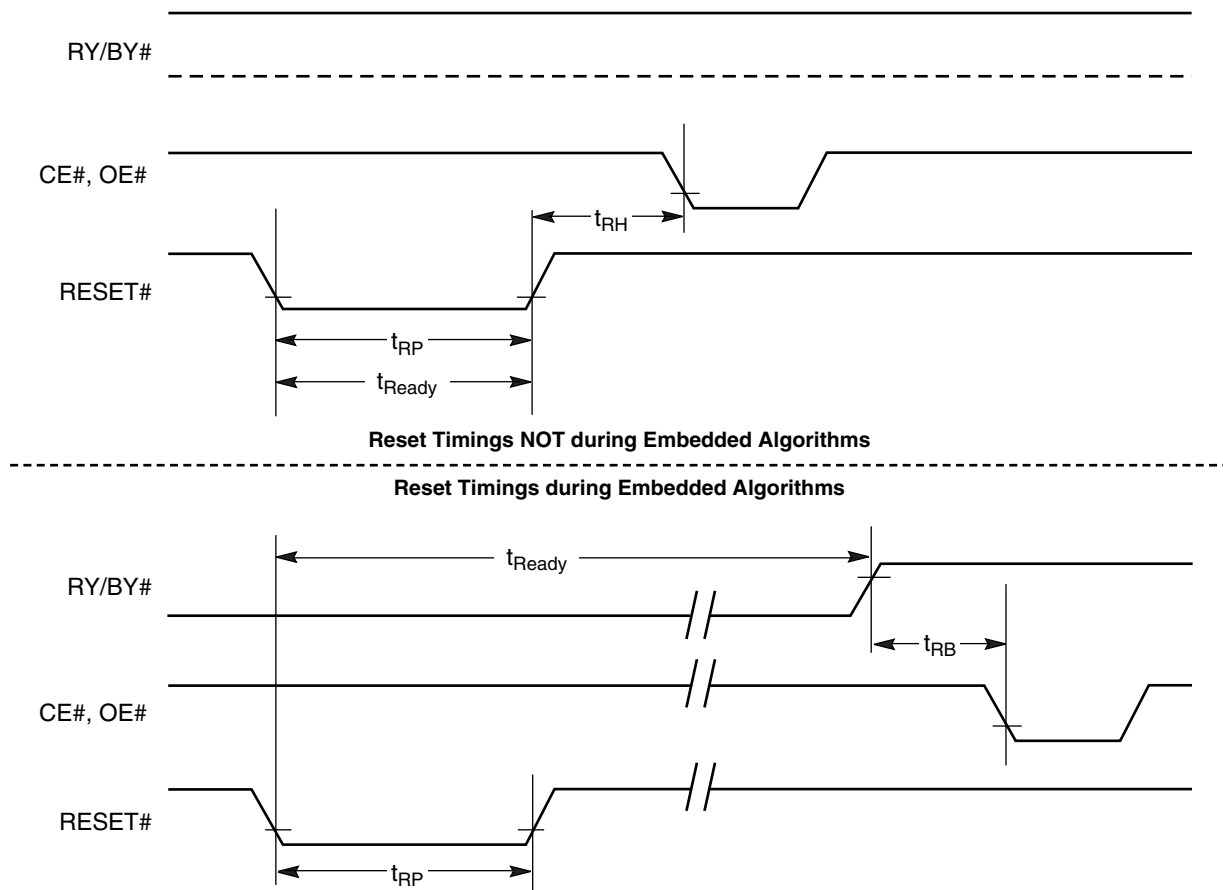 RY/BY#
CE#, OE#
tRH
RESET#
tRP
tReady
Reset Timings NOT during Embedded Algorithms
Reset Timings during Embedded Algorithms
tReady
RY/BY#
tRB
CE#, OE#
RESET#
tRP